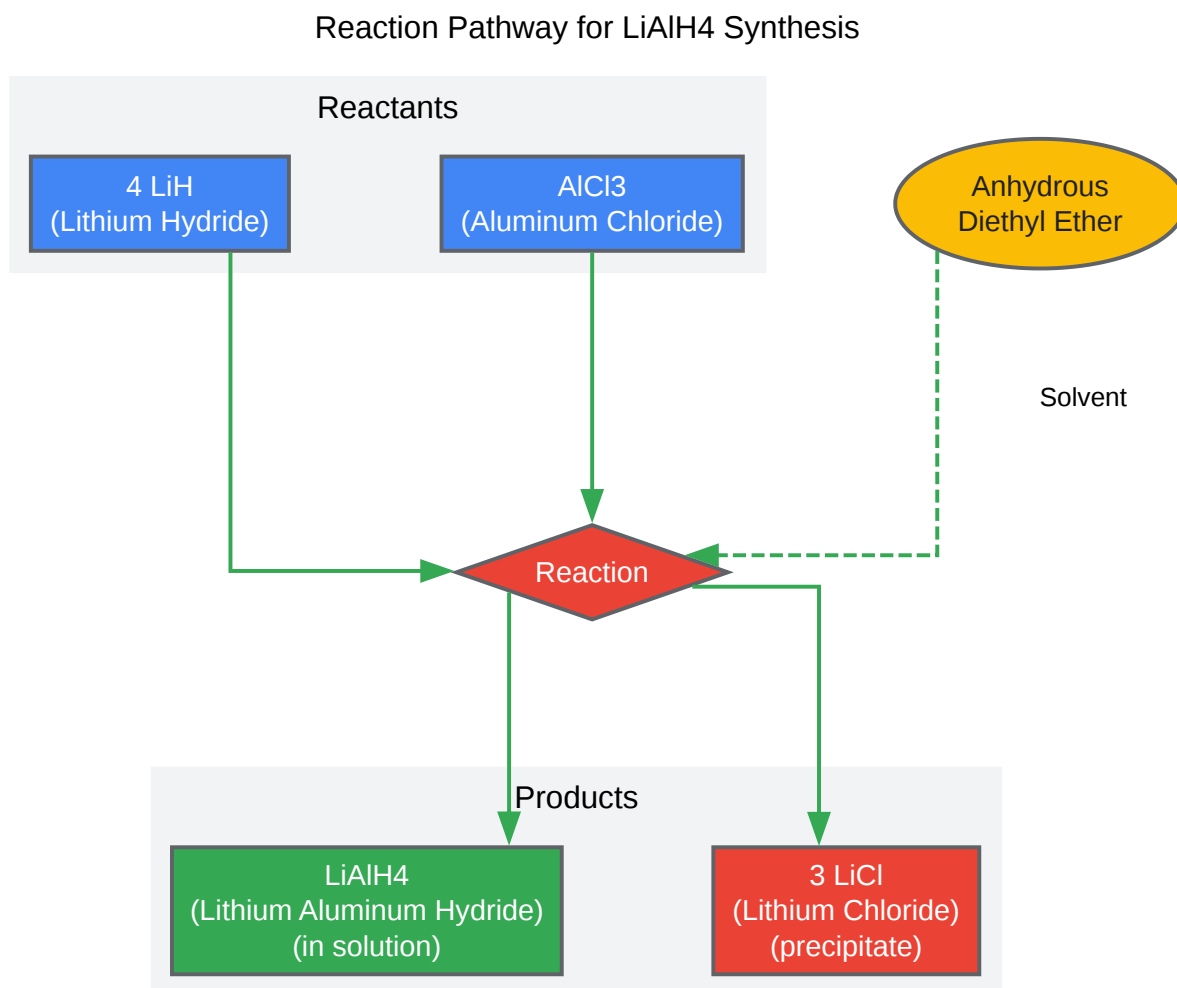 Reaction Pathway for LiAlH4 Synthesis
Reactants
4 LiH
(Lithium Hydride)
AlCl3
(Aluminum Chloride)
Anhydrous
Diethyl Ether
Solvent
Reaction
Products
LiAlH4
(Lithium Aluminum Hydride)
(in solution)
3 LiCl
(Lithium Chloride)
(precipitate)